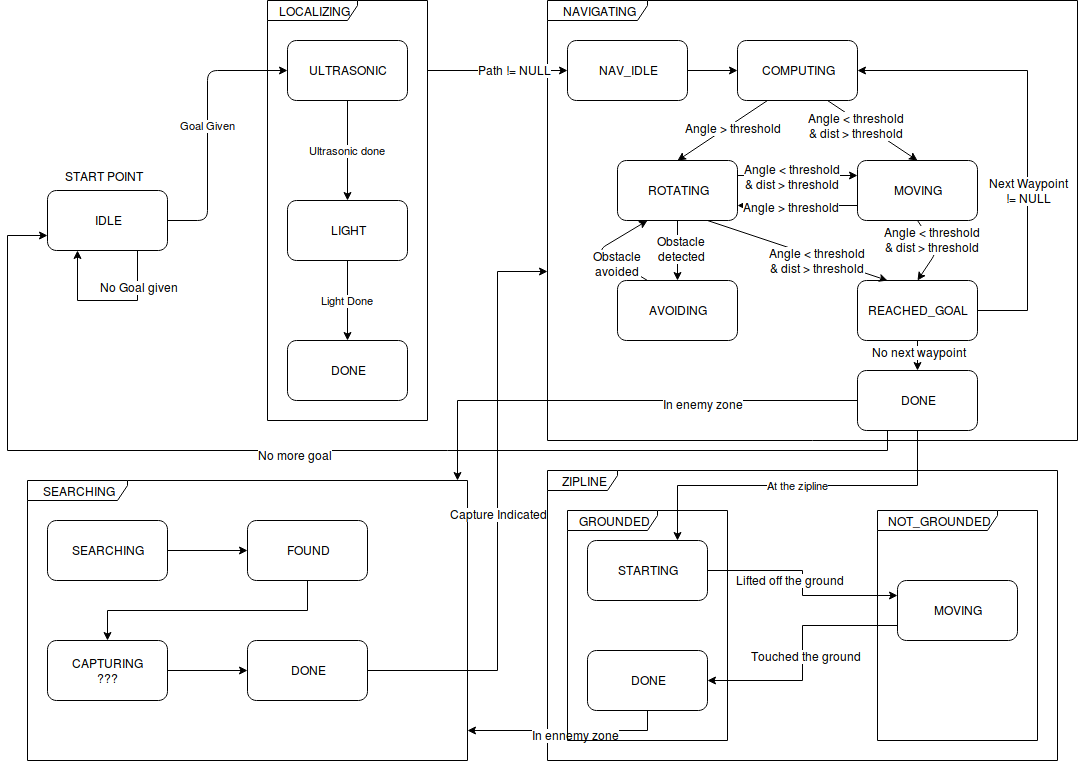 LOCALIZING
NAVIGATING
ULTRASONIC
Path != NULL
NAV_IDLE
COMPUTING
Goal Given
Angle > threshold
Angle < threshold
& dist > threshold
Ultrasonic done
START POINT
IDLE
No Goal given
LIGHT
Light Done
DONE
ROTATING
Angle < threshold
& dist > threshold
Angle > threshold
MOVING
Next Waypoint
!= NULL
Obstacle
avoided
Obstacle
detected
Angle < threshold
& dist > threshold
Angle < threshold
& dist > threshold
AVOIDING
REACHED_GOAL
No next waypoint
DONE
In enemy zone
No more goal
SEARCHING
Capture Indicated
SEARCHING
FOUND
CAPTURING
???
DONE
ZIPLINE
At the zipline
GROUNDED
NOT_GROUNDED
STARTING
Lifted off the ground
MOVING
Touched the ground
DONE
In ennemy zone